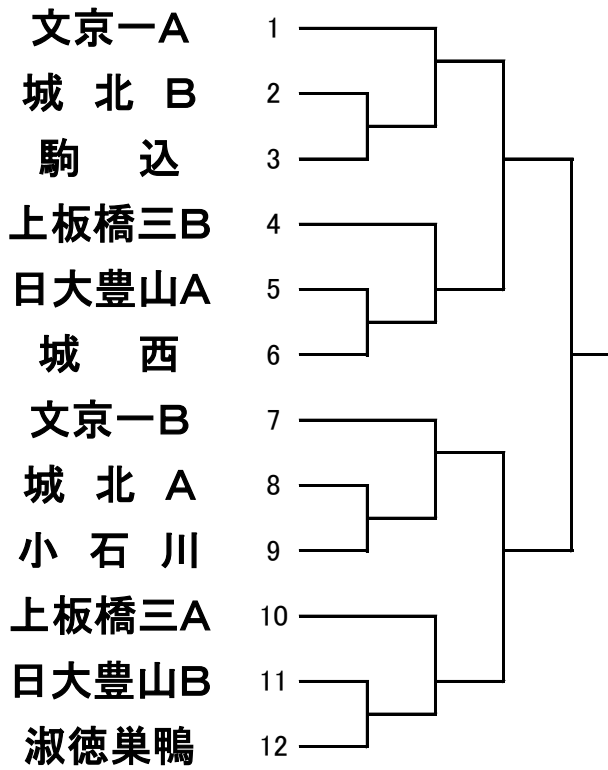 文京一A 1
城 北 B 2
駒 込 3
上板橋三B 4
日大豊山A 5
城 西 6
文京一B 7
城 北 A 8
小 石 川 9
上板橋三A 10
日大豊山B 11
淑徳巣鴨 12